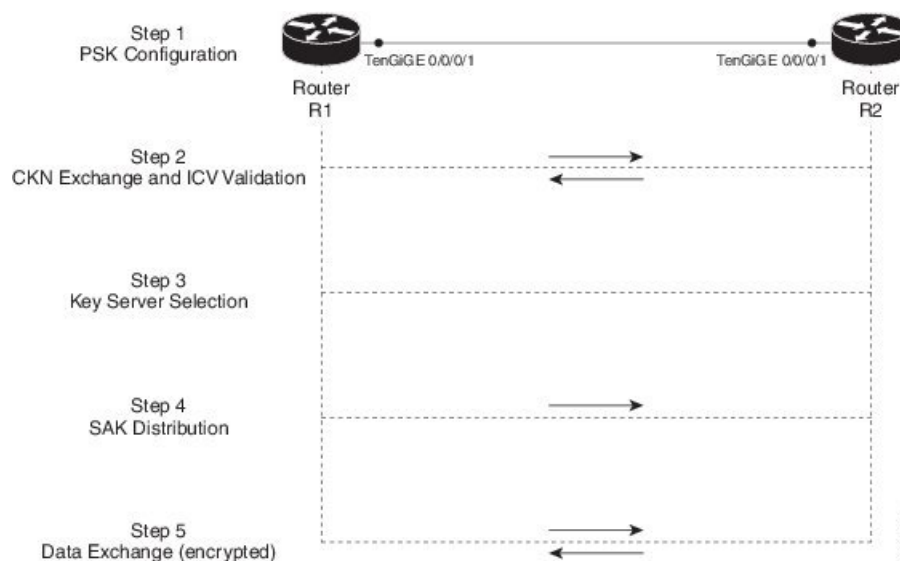 Step 1
PSK Configuration
TenGiGE 0/0/0/1
TenGiGE 0/0/0/1
Router
R1
Router
R2
Step 2
CKN Exchange and ICV Validation
Step 3
Key Server Selection
Step 4
SAK Distribution
Step 5
Data Exchange (encrypted)